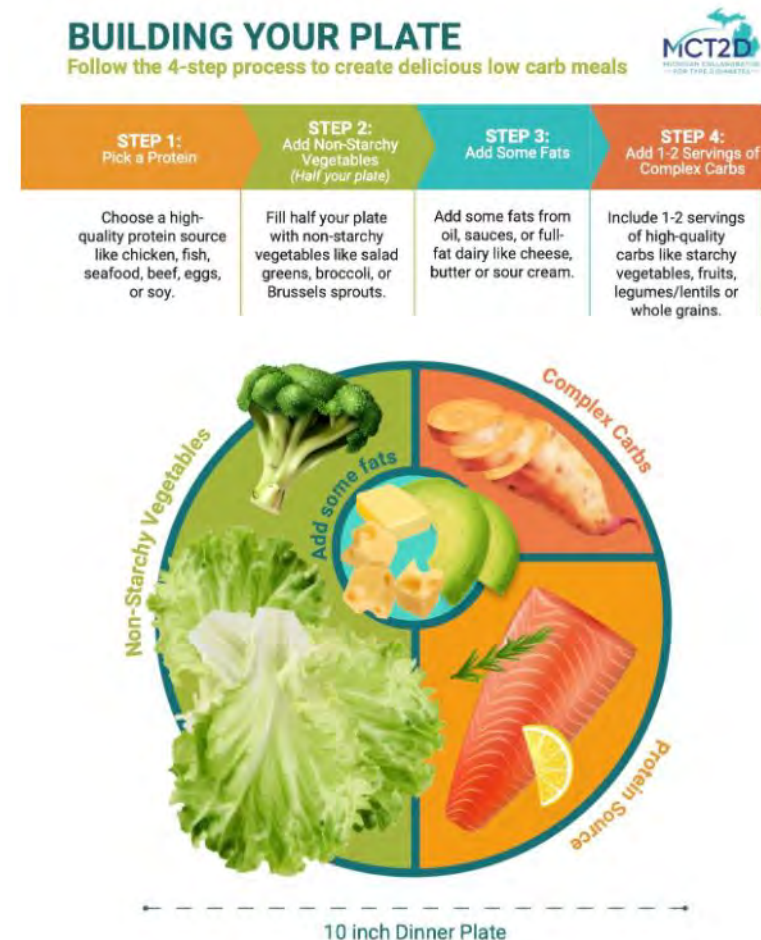 BUILDING YOUR PLATE
Follow the 4-step process to create delicious low carb meals
MCT2D
MICHIGAN COLLABORATIVE
FOR TYPE 2 DIABETES
STEP 1:
Pick a Protein
STEP 2:
Add Non-Starchy
Vegetables
(Half your plate)
STEP 3:
Add Some Fats
STEP 4:
Add 1-2 Servings of
Complex Carbs
Choose a high-
quality protein source
like chicken, fish,
seafood, beef, eggs,
or soy.
Fill half your plate
with non-starchy
vegetables like salad
greens, broccoli, or
Brussels sprouts.
Add some fats from
oil, sauces, or full-
fat dairy like cheese,
butter or sour cream.
Include 1-2 servings
of high-quality
carbs like starchy
vegetables, fruits,
legumes/lentils or
whole grains.
Non-Starchy Vegetables
Add some fats
Complex Carbs
Protein Source
10 inch Dinner Plate